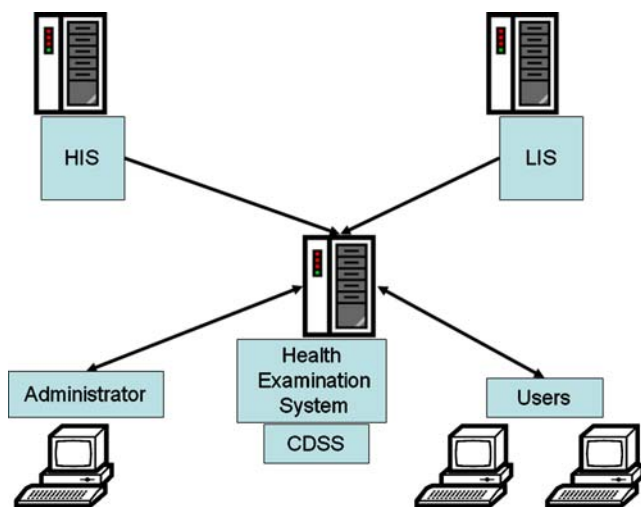 HIS
LIS
Health
Examination
System
CDSS
Administrator
Users